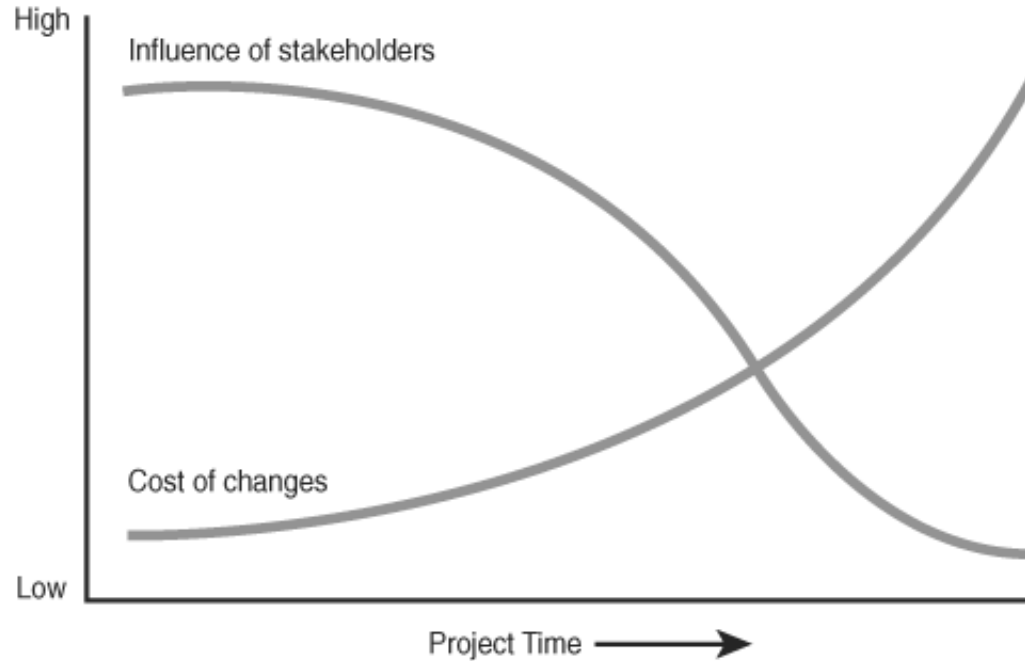 High
Influence of stakeholders
Cost of changes
Low
Project Time